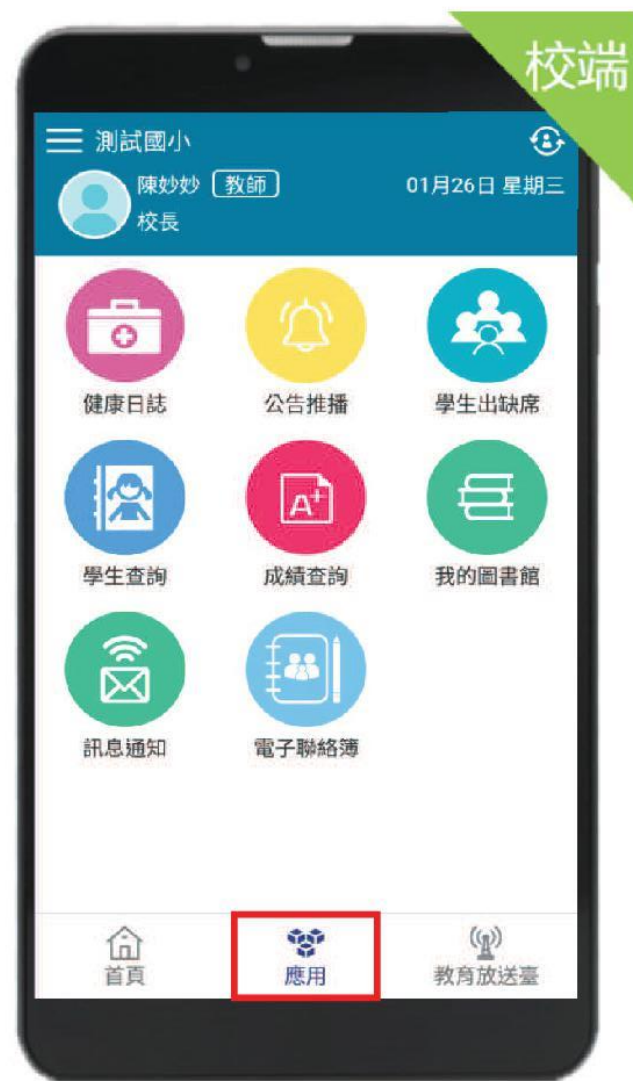 校端
測試國小
陳妙妙 教師 01月26日 星期三
校長
健康日誌 公告推播 學生出缺席
學生查詢 A+ 成績查詢 我的圖書館
訊息通知 電子聯絡簿
首頁 應用 教育放送臺